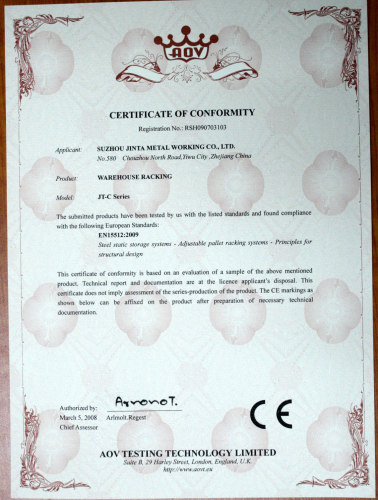 AOV
CERTIFICATE OF CONFORMITY
Registration No.: RSH090703103
Applicant: SUZHOU JINTA METAL WORKING CO., LTD.
No.580 Chouzhou North Road,Yiwu City ,Zhejiang China
Product: WAREHOUSE RACKING
Model: JT-C Series
The submitted products have been tested by us with the listed standards and found compliance
with the following European Standards:
EN15512:2009
Steel static storage systems - Adjustable pallet racking systems - Principles for
structural design
This certificate of conformity is based on an evaluation of a sample of the above mentioned
product. Technical report and documentation are at the licence applicant's disposal. This
certificate does not imply assessment of the series-production of the product. The CE markings as
shown below can be affixed on the product after preparation of necessary technical
documentation.
Authorized by:
March 5, 2008 Arlmolt.Regest
Chief Assessor
CE
AOV TESTING TECHNOLOGY LIMITED
Suite B, 29 Harley Street, London, England, U.K.
http://www.aovt.eu